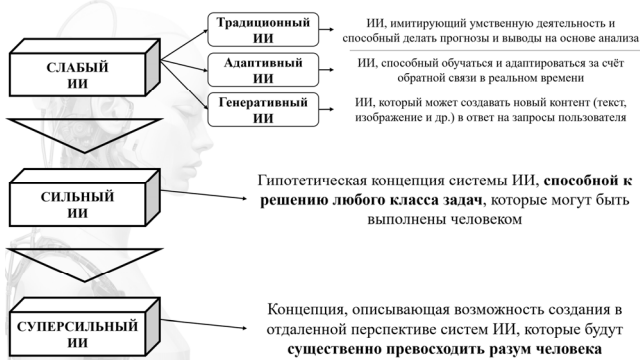 СЛАБЫЙ
ИИ
Традиционный
ИИ
ИИ, имитирующий умственную деятельность и
способный делать прогнозы и выводы на основе анализа
Адаптивный
ИИ
ИИ, способный обучаться и адаптироваться за счёт
обратной связи в реальном времени
Генеративный
ИИ
ИИ, который может создавать новый контент (текст,
изображение и др.) в ответ на запросы пользователя
СИЛЬНЫЙ
ИИ
Гипотетическая концепция системы ИИ, способной к
решению любого класса задач, которые могут быть
выполнены человеком
СУПЕРСИЛЬНЫЙ
ИИ
Концепция, описывающая возможность создания в
отдаленной перспективе систем ИИ, которые будут
существенно превосходить разум человека